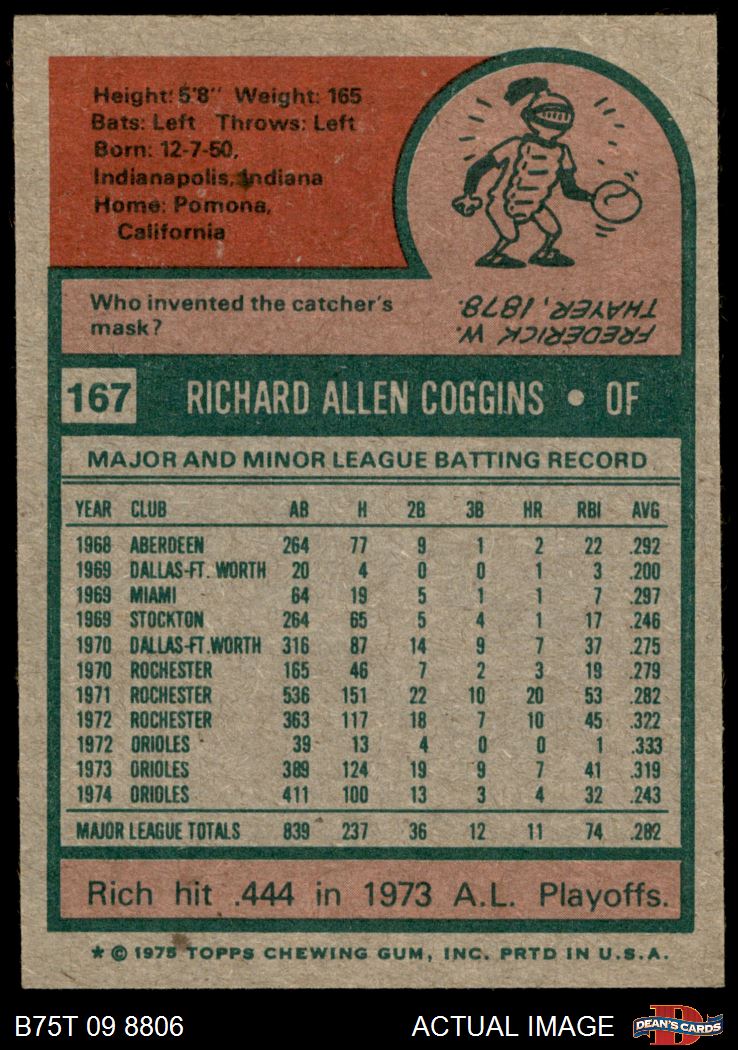 Height: 5'8" Weight: 165
Bats: Left Throws: Left
Born: 12-7-50,
Indianapolis, Indiana
Home: Pomona,
California
Who invented the catcher's
mask?
FREDERICK W.
THAYER, 1878.
167 RICHARD ALLEN COGGINS • OF
MAJOR AND MINOR LEAGUE BATTING RECORD
YEAR CLUB AB H 2B 3B HR RBI AVG
1968 ABERDEEN 264 77 9 1 2 22 .292
1969 DALLAS-FT. WORTH 20 4 0 0 1 3 .200
1969 MIAMI 64 19 5 1 1 7 .297
1969 STOCKTON 264 65 5 4 1 17 .246
1970 DALLAS-FT.WORTH 316 87 14 9 7 37 .275
1970 ROCHESTER 165 46 7 2 3 19 .279
1971 ROCHESTER 536 151 22 10 20 53 .282
1972 ROCHESTER 363 117 18 7 10 45 .322
1972 ORIOLES 39 13 4 0 0 1 .333
1973 ORIOLES 389 124 19 9 7 41 .319
1974 ORIOLES 411 100 13 3 4 32 .243
MAJOR LEAGUE TOTALS 839 237 36 12 11 74 .282
Rich hit .444 in 1973 A.L. Playoffs.
* © 1975 TOPPS CHEWING GUM, INC. PRTD IN U.S.A.
B75T 09 8806 ACTUAL IMAGE D DEAN'S CARDS